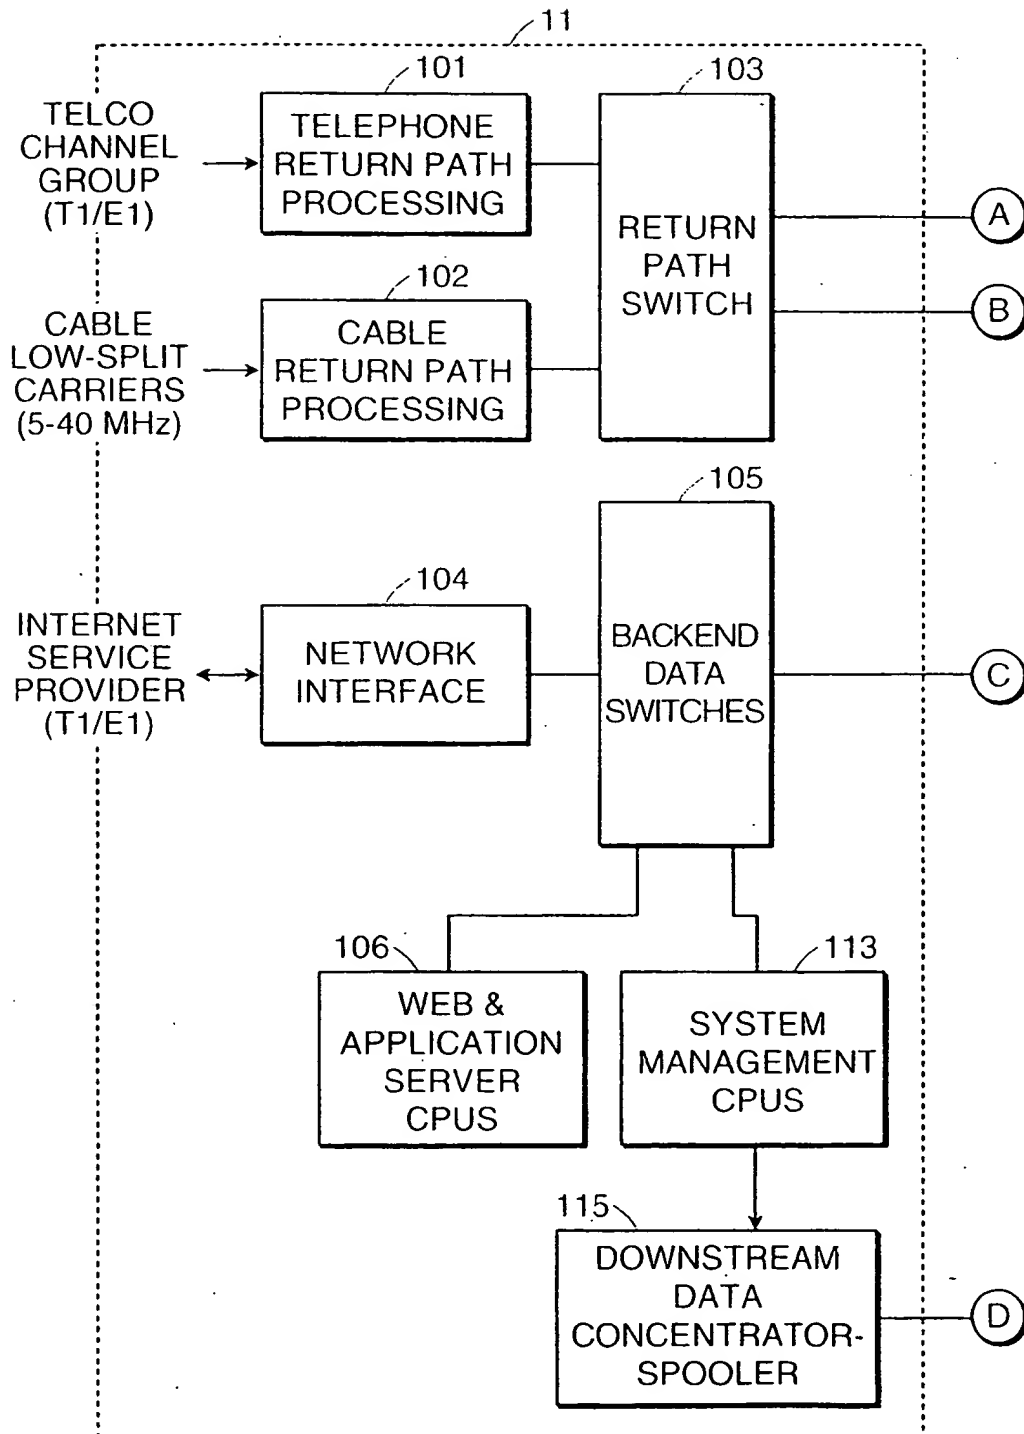 11
101
103
TELCO
CHANNEL
GROUP
(T1/E1)
TELEPHONE
RETURN PATH
PROCESSING
RETURN
PATH
SWITCH
A
B
102
CABLE
LOW-SPLIT
CARRIERS
(5-40 MHz)
CABLE
RETURN PATH
PROCESSING
105
104
INTERNET
SERVICE
PROVIDER
(T1/E1)
NETWORK
INTERFACE
BACKEND
DATA
SWITCHES
C
106
113
WEB &
APPLICATION
SERVER
CPUS
SYSTEM
MANAGEMENT
CPUS
115
DOWNSTREAM
DATA
CONCENTRATOR-
SPOOLER
D